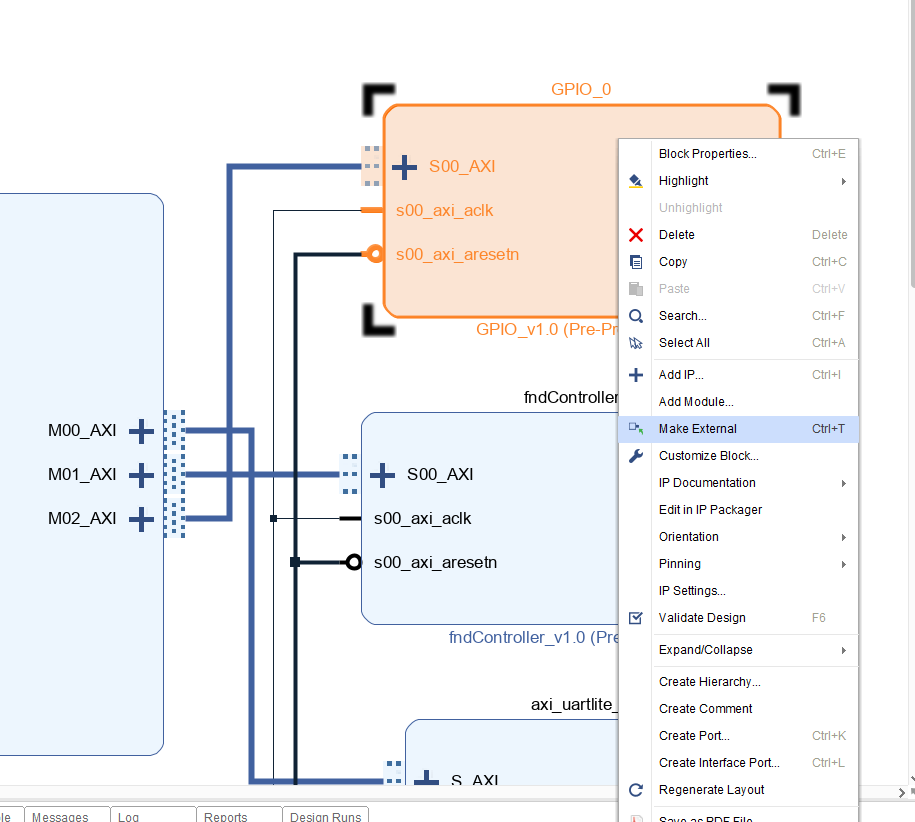 GPIO_0
S00_AXI
s00_axi_aclk
s00_axi_aresetn
GPIO_v1.0 (Pre-Pr
fndController
M00_AXI
M01_AXI
M02_AXI
S00_AXI
s00_axi_aclk
s00_axi_aresetn
fndController_v1.0 (Pre
axi_uartlite_
S_AXI
Block Properties... Ctrl+E
Highlight
Unhighlight
Delete Delete
Copy Ctrl+C
Paste Ctrl+V
Search... Ctrl+F
Select All Ctrl+A
Add IP... Ctrl+I
Add Module...
Make External Ctrl+T
Customize Block...
IP Documentation
Edit in IP Packager
Orientation
Pinning
IP Settings...
Validate Design F6
Expand/Collapse
Create Hierarchy...
Create Comment
Create Port... Ctrl+K
Create Interface Port... Ctrl+L
Regenerate Layout
Save as PDF File
le Messages Log Reports Design Runs